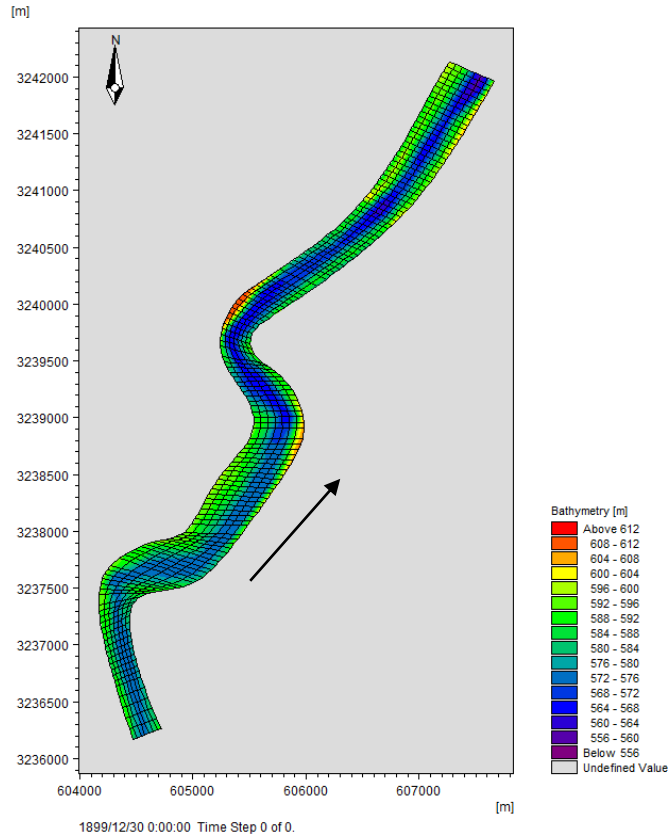 [m]
N
3242000
3241500
3241000
3240500
3240000
3239500
3239000
3238500
3238000
3237500
3237000
3236500
3236000
604000 605000 606000 607000
[m]
Bathymetry [m]
Above 612
608 - 612
604 - 608
600 - 604
596 - 600
592 - 596
588 - 592
584 - 588
580 - 584
576 - 580
572 - 576
568 - 572
564 - 568
560 - 564
556 - 560
Below 556
Undefined Value
1899/12/30 0:00:00 Time Step 0 of 0.